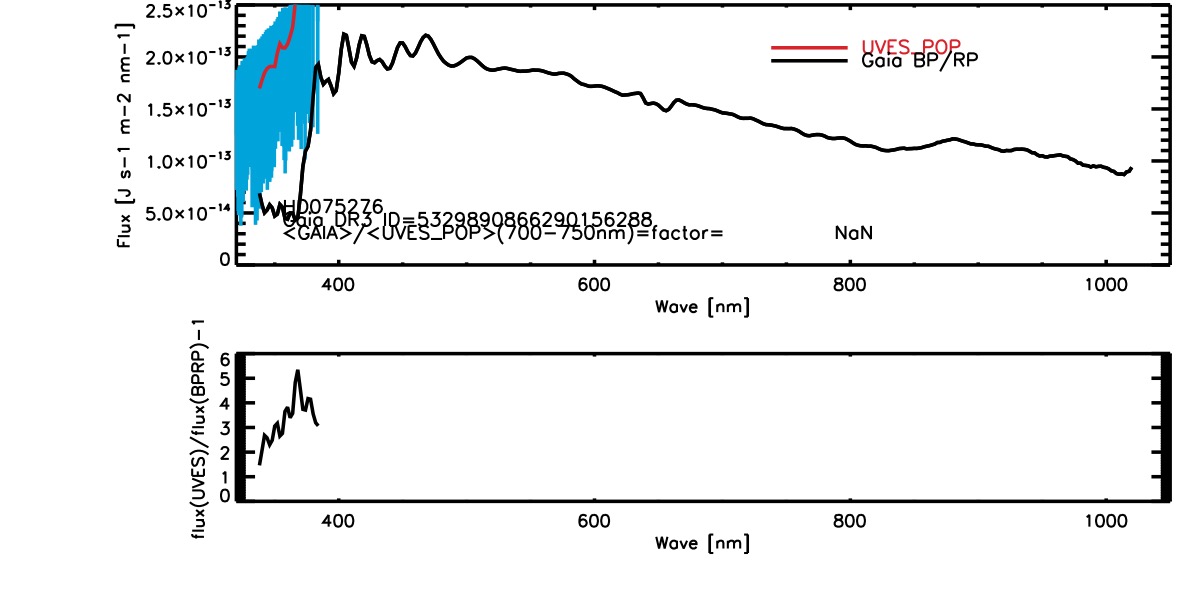 2.5×10−13
2.0×10−13
1.5×10−13
1.0×10−13
5.0×10−14
0
Flux [J s−1 m−2 nm−1]
UVES_POP
Gaia BP/RP
HD075276
Gaia DR3 ID=5329890866290156288
<GAIA>/<UVES_POP>(700−750nm)=factor= NaN
400 600 800 1000
Wave [nm]
flux(UVES)/flux(BPRP)−1
6
5
4
3
2
1
0
400 600 800 1000
Wave [nm]